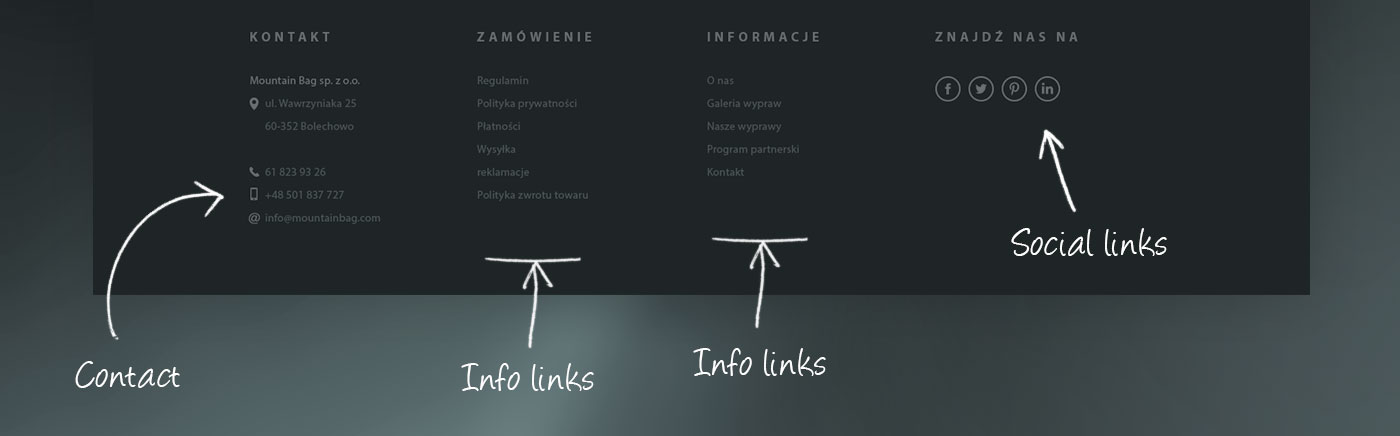 KONTAKT
Mountain Bag sp. z o.o.
ul. Wawrzyniaka 25
60-352 Bolechowo
61 823 93 26
+48 501 837 727
@ info@mountainbag.com
ZAMÓWIENIE
Regulamin
Polityka prywatności
Płatności
Wysyłka
reklamacje
Polityka zwrotu towaru
INFORMACJE
O nas
Galeria wypraw
Nasze wyprawy
Program partnerski
Kontakt
ZNAJDŹ NAS NA
f in
Contact
Info links
Info links
Social links